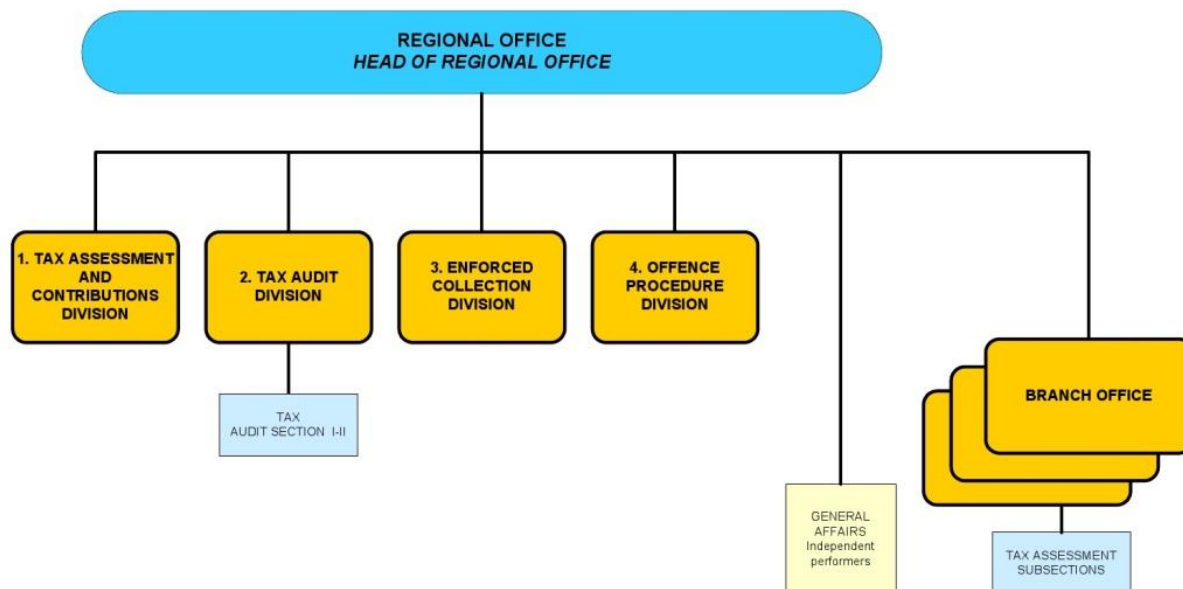 REGIONAL OFFICE
HEAD OF REGIONAL OFFICE
1. TAX ASSESSMENT
AND
CONTRIBUTIONS
DIVISION
2. TAX AUDIT
DIVISION
3. ENFORCED
COLLECTION
DIVISION
4. OFFENCE
PROCEDURE
DIVISION
BRANCH OFFICE
TAX
AUDIT SECTION I-II
GENERAL
AFFAIRS
Independent
performers
TAX ASSESSMENT
SUBSECTIONS